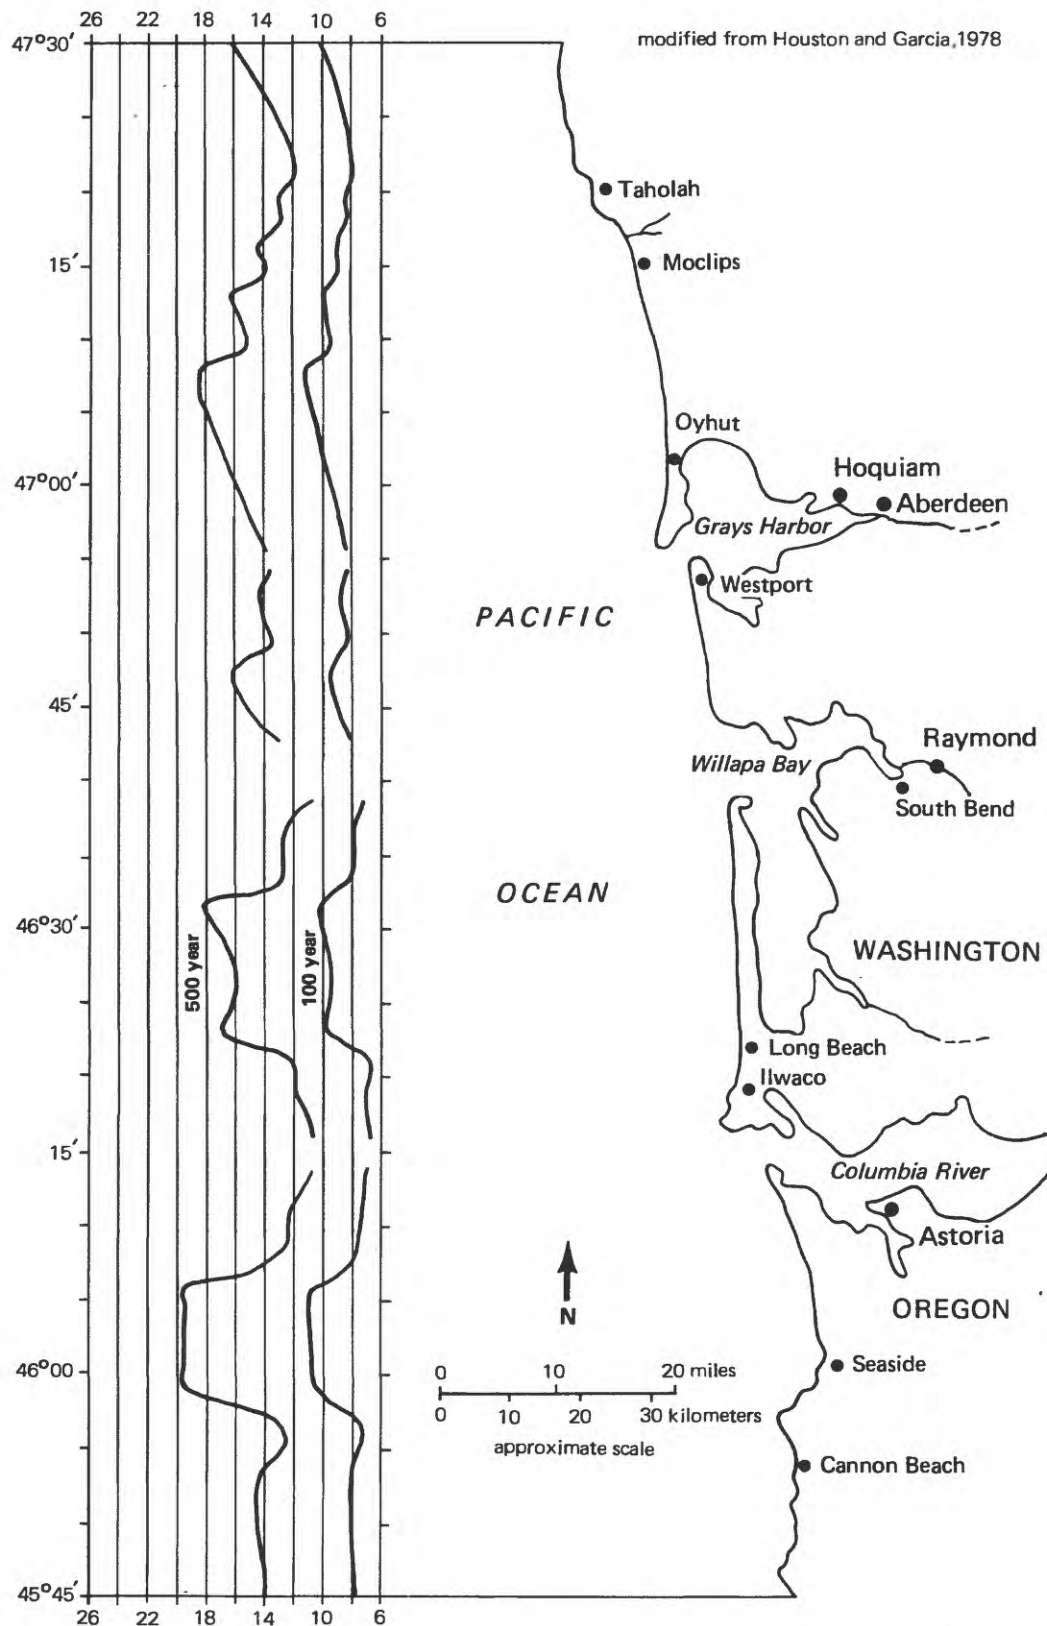 26 22 18 14 10 6
modified from Houston and Garcia,1978
47°30′
Taholah
15′
Moclips
Oyhut
Hoquiam
47°00′
Aberdeen
Grays Harbor
Westport
PACIFIC
45′
Raymond
Willapa Bay
South Bend
OCEAN
46°30′
500 year
100 year
WASHINGTON
Long Beach
Ilwaco
15′
Columbia River
Astoria
N
OREGON
46°00′
Seaside
0 10 20 miles
0 10 20 30 kilometers
approximate scale
Cannon Beach
45°45′
26 22 18 14 10 6